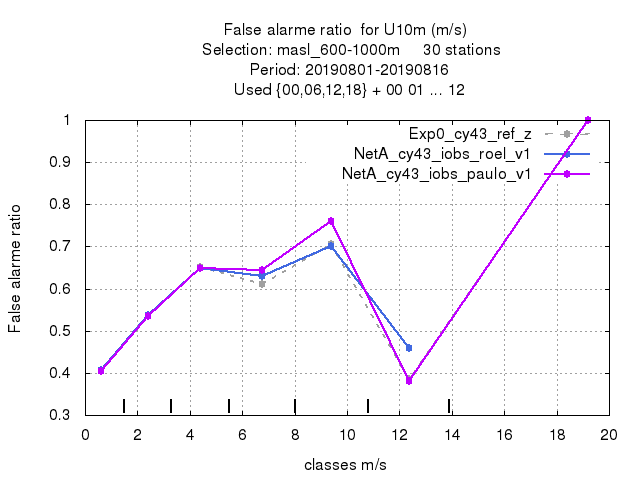 False alarme ratio  for U10m (m/s)
Selection: masl_600-1000m     30 stations
Period: 20190801-20190816
Used {00,06,12,18} + 00 01 ... 12
Exp0_cy43_ref_z
NetA_cy43_iobs_roel_v1
NetA_cy43_iobs_paulo_v1
False alarme ratio
1
0.9
0.8
0.7
0.6
0.5
0.4
0.3
0 2 4 6 8 10 12 14 16 18 20
classes m/s